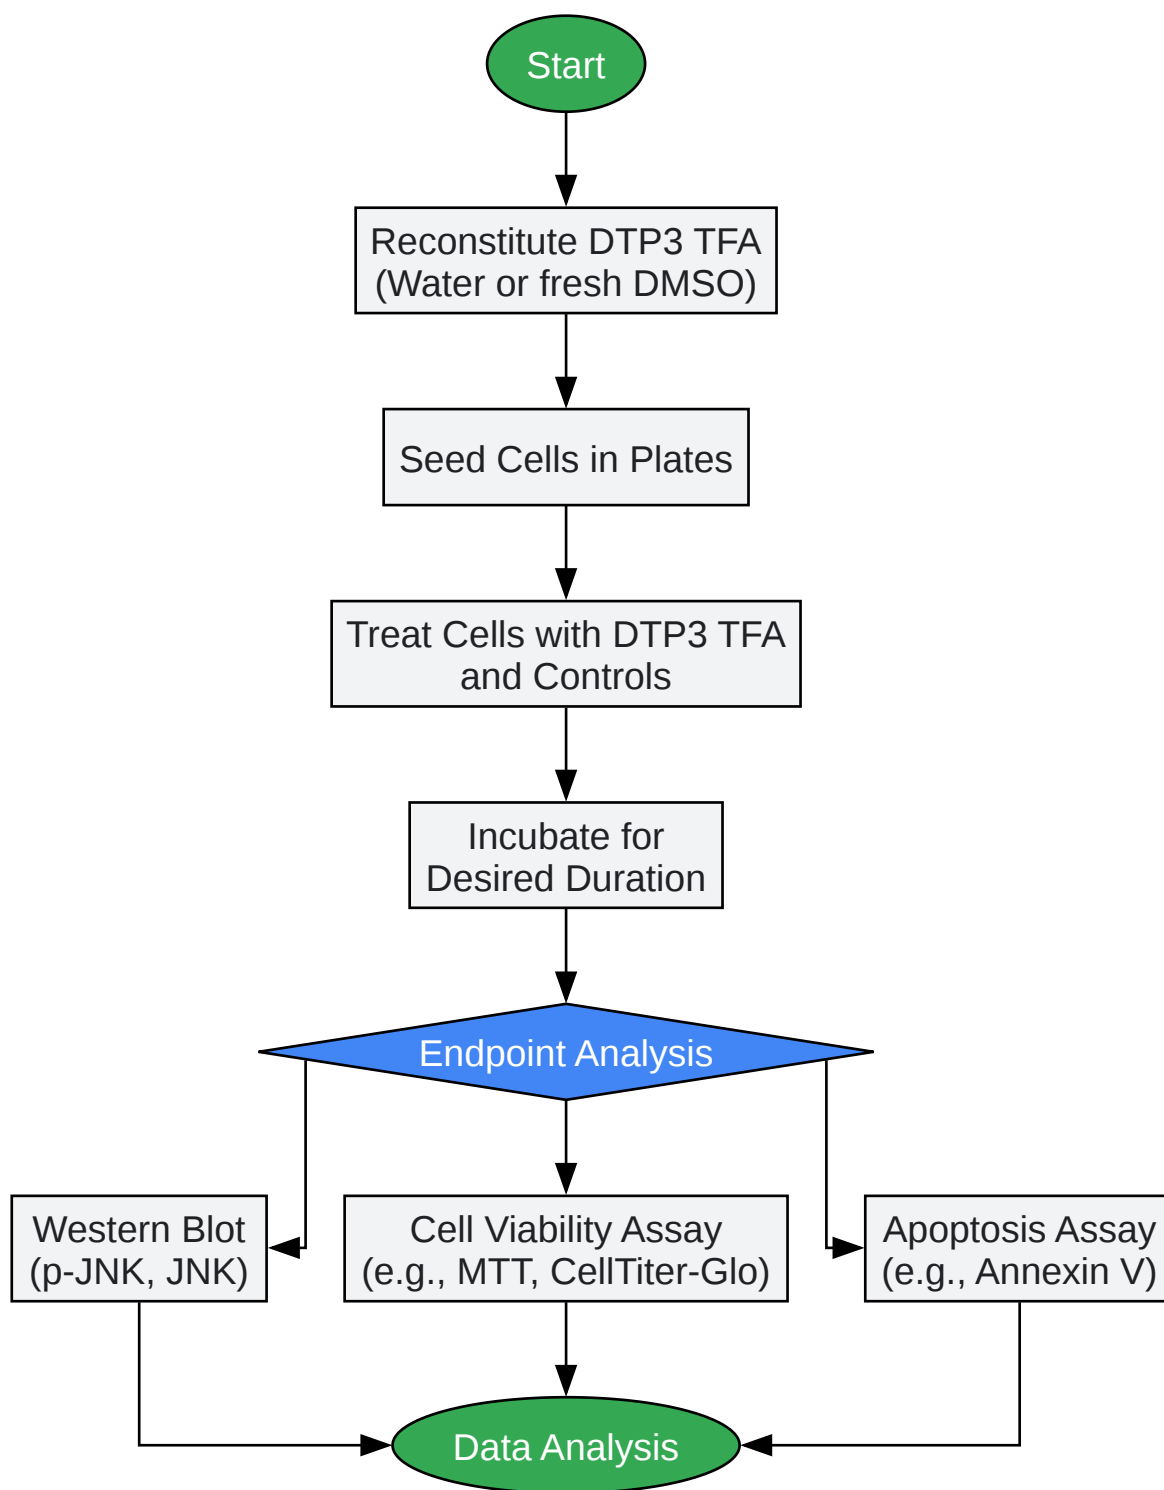 Start
Reconstitute DTP3 TFA
(Water or fresh DMSO)
Seed Cells in Plates
Treat Cells with DTP3 TFA
and Controls
Incubate for
Desired Duration
Endpoint Analysis
Western Blot
(p-JNK, JNK)
Cell Viability Assay
(e.g., MTT, CellTiter-Glo)
Apoptosis Assay
(e.g., Annexin V)
Data Analysis